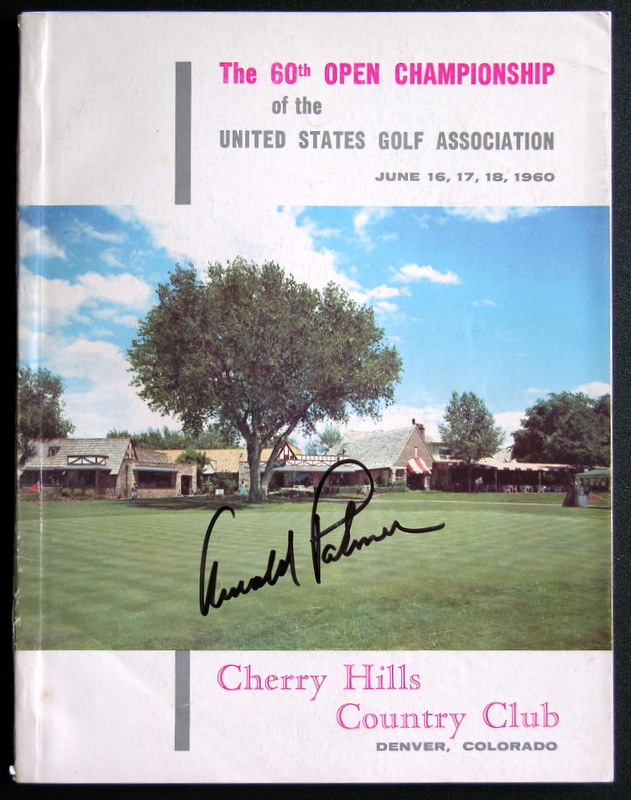 The 60th OPEN CHAMPIONSHIP
of the
UNITED STATES GOLF ASSOCIATION
JUNE 16, 17, 18, 1960
Arnold Palmer
Cherry Hills
Country Club
DENVER, COLORADO